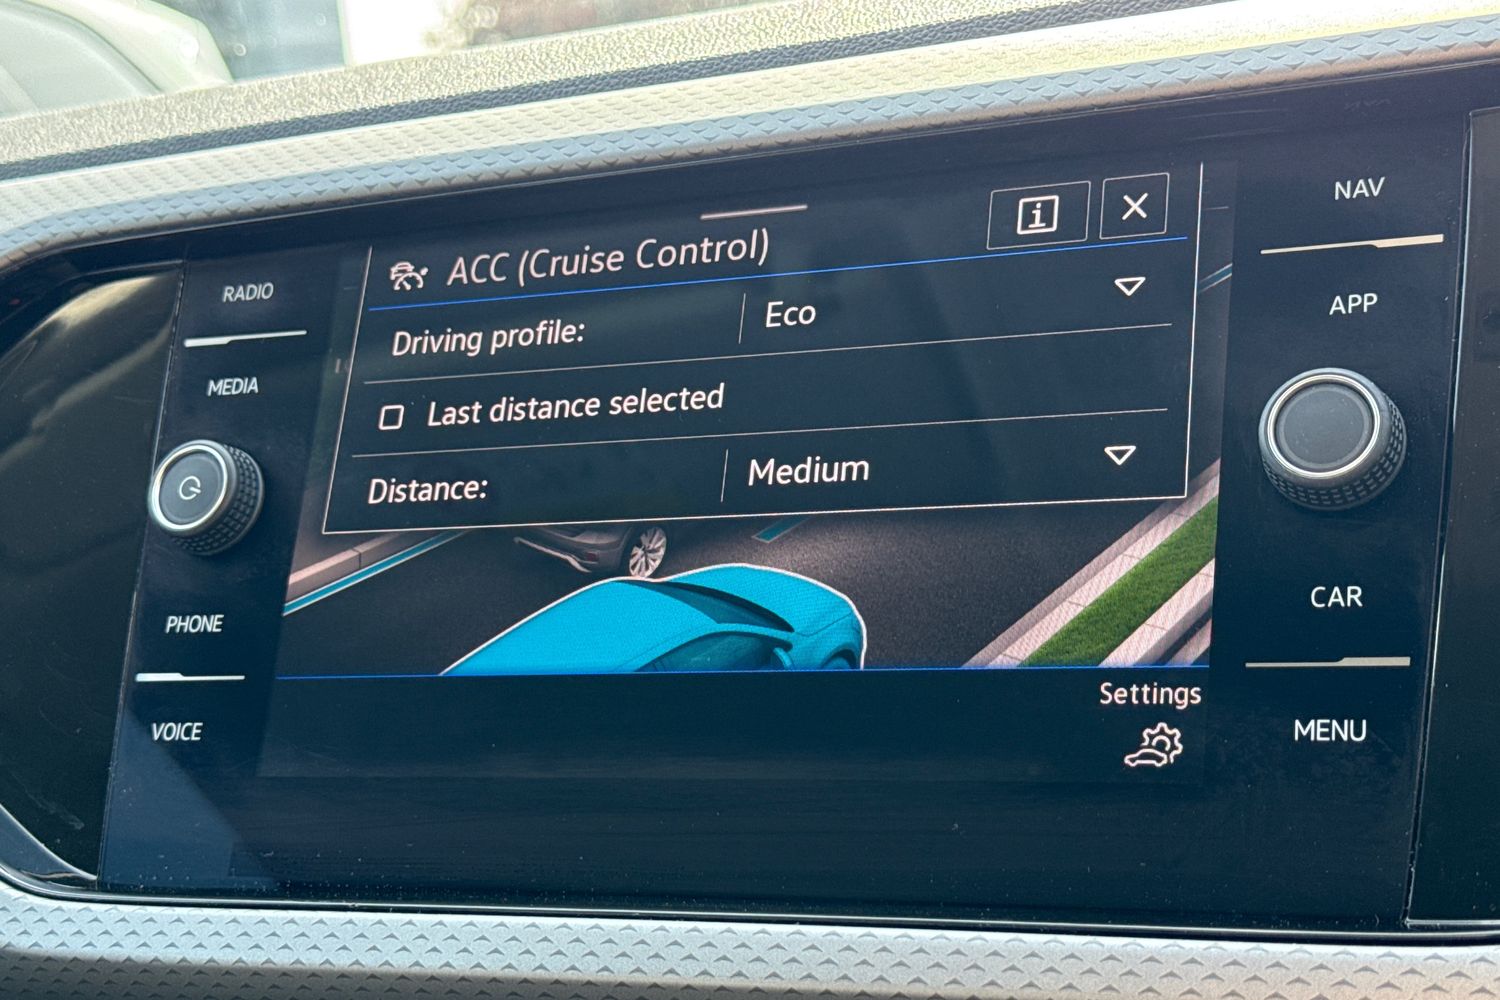 RADIO
MEDIA
PHONE
VOICE
ACC (Cruise Control)
Driving profile:
Eco
Last distance selected
Distance:
Medium
Settings
NAV
APP
CAR
MENU